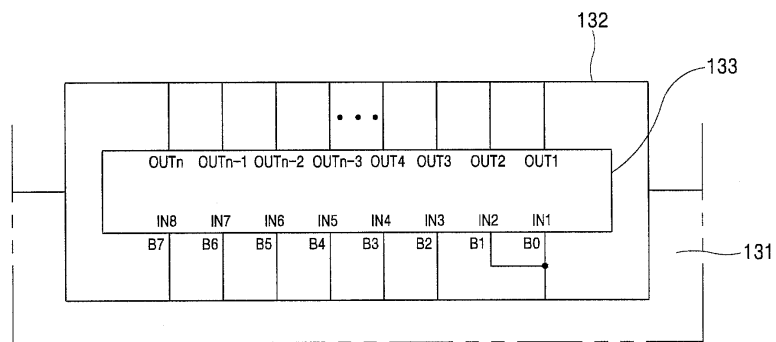 132
133
OUTn OUTn-1 OUTn-2 OUTn-3 OUT4 OUT3 OUT2 OUT1
IN8 IN7 IN6 IN5 IN4 IN3 IN2 IN1
B7 B6 B5 B4 B3 B2 B1 B0
131